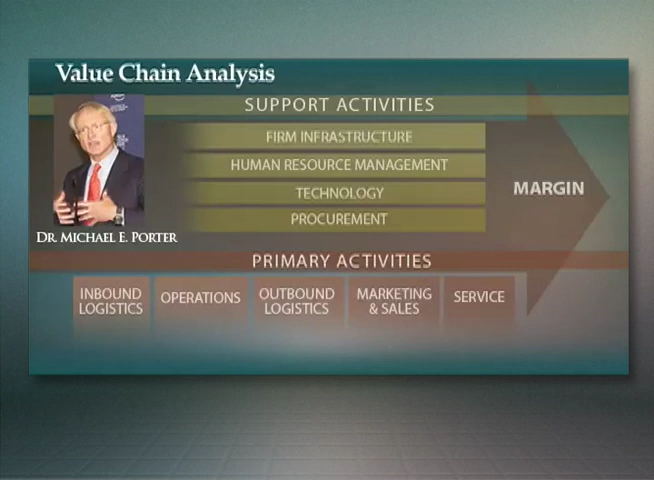 Value Chain Analysis
SUPPORT ACTIVITIES
FIRM INFRASTRUCTURE
HUMAN RESOURCE MANAGEMENT
TECHNOLOGY
PROCUREMENT
MARGIN
DR. MICHAEL E. PORTER
PRIMARY ACTIVITIES
INBOUND
LOGISTICS
OPERATIONS
OUTBOUND
LOGISTICS
MARKETING
& SALES
SERVICE